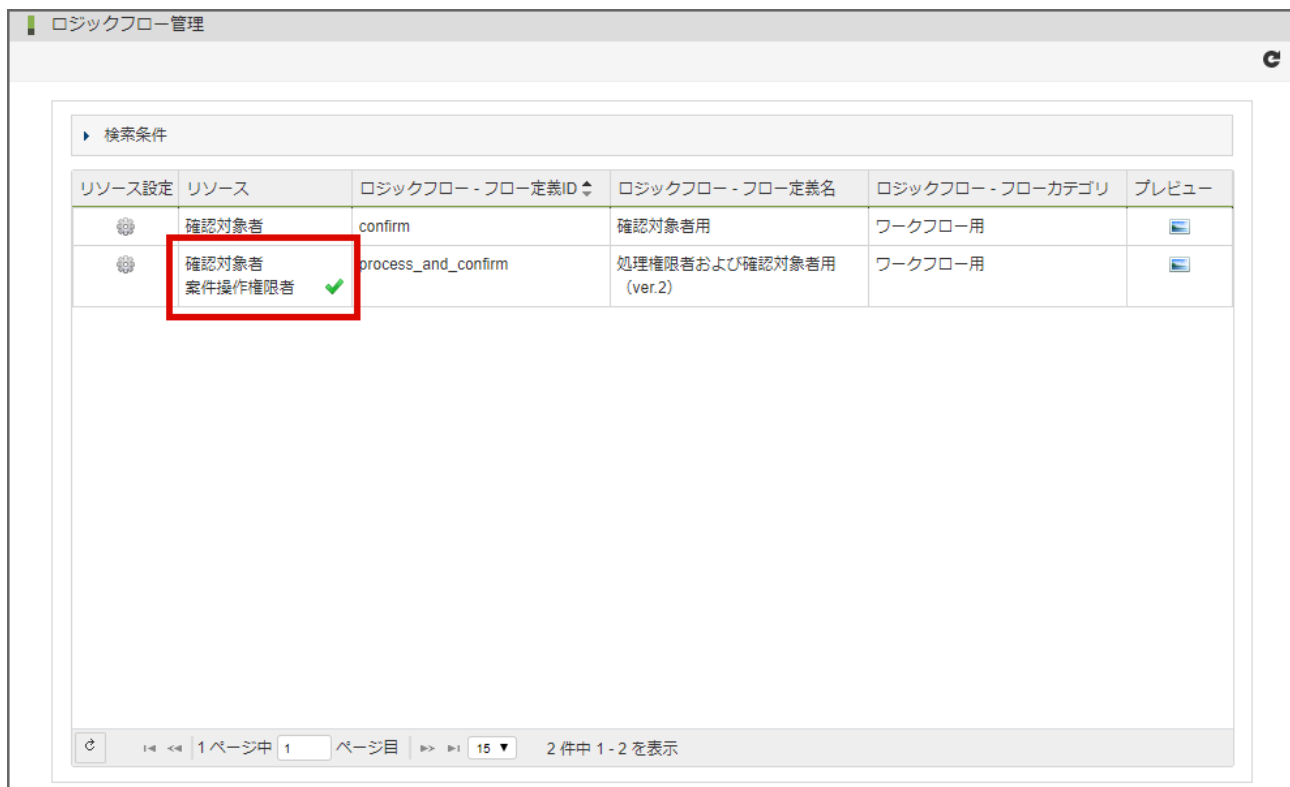 ロジックフロー管理
検索条件
リソース設定 リソース ロジックフロー - フロー定義ID ロジックフロー - フロー定義名 ロジックフロー - フローカテゴリ プレビュー
確認対象者 confirm 確認対象者用 ワークフロー用
確認対象者 process_and_confirm 処理権限者および確認対象者用 ワークフロー用
案件操作権限者 （ver.2）
1 ページ中 1 ページ目 15 2 件中 1 - 2 を表示